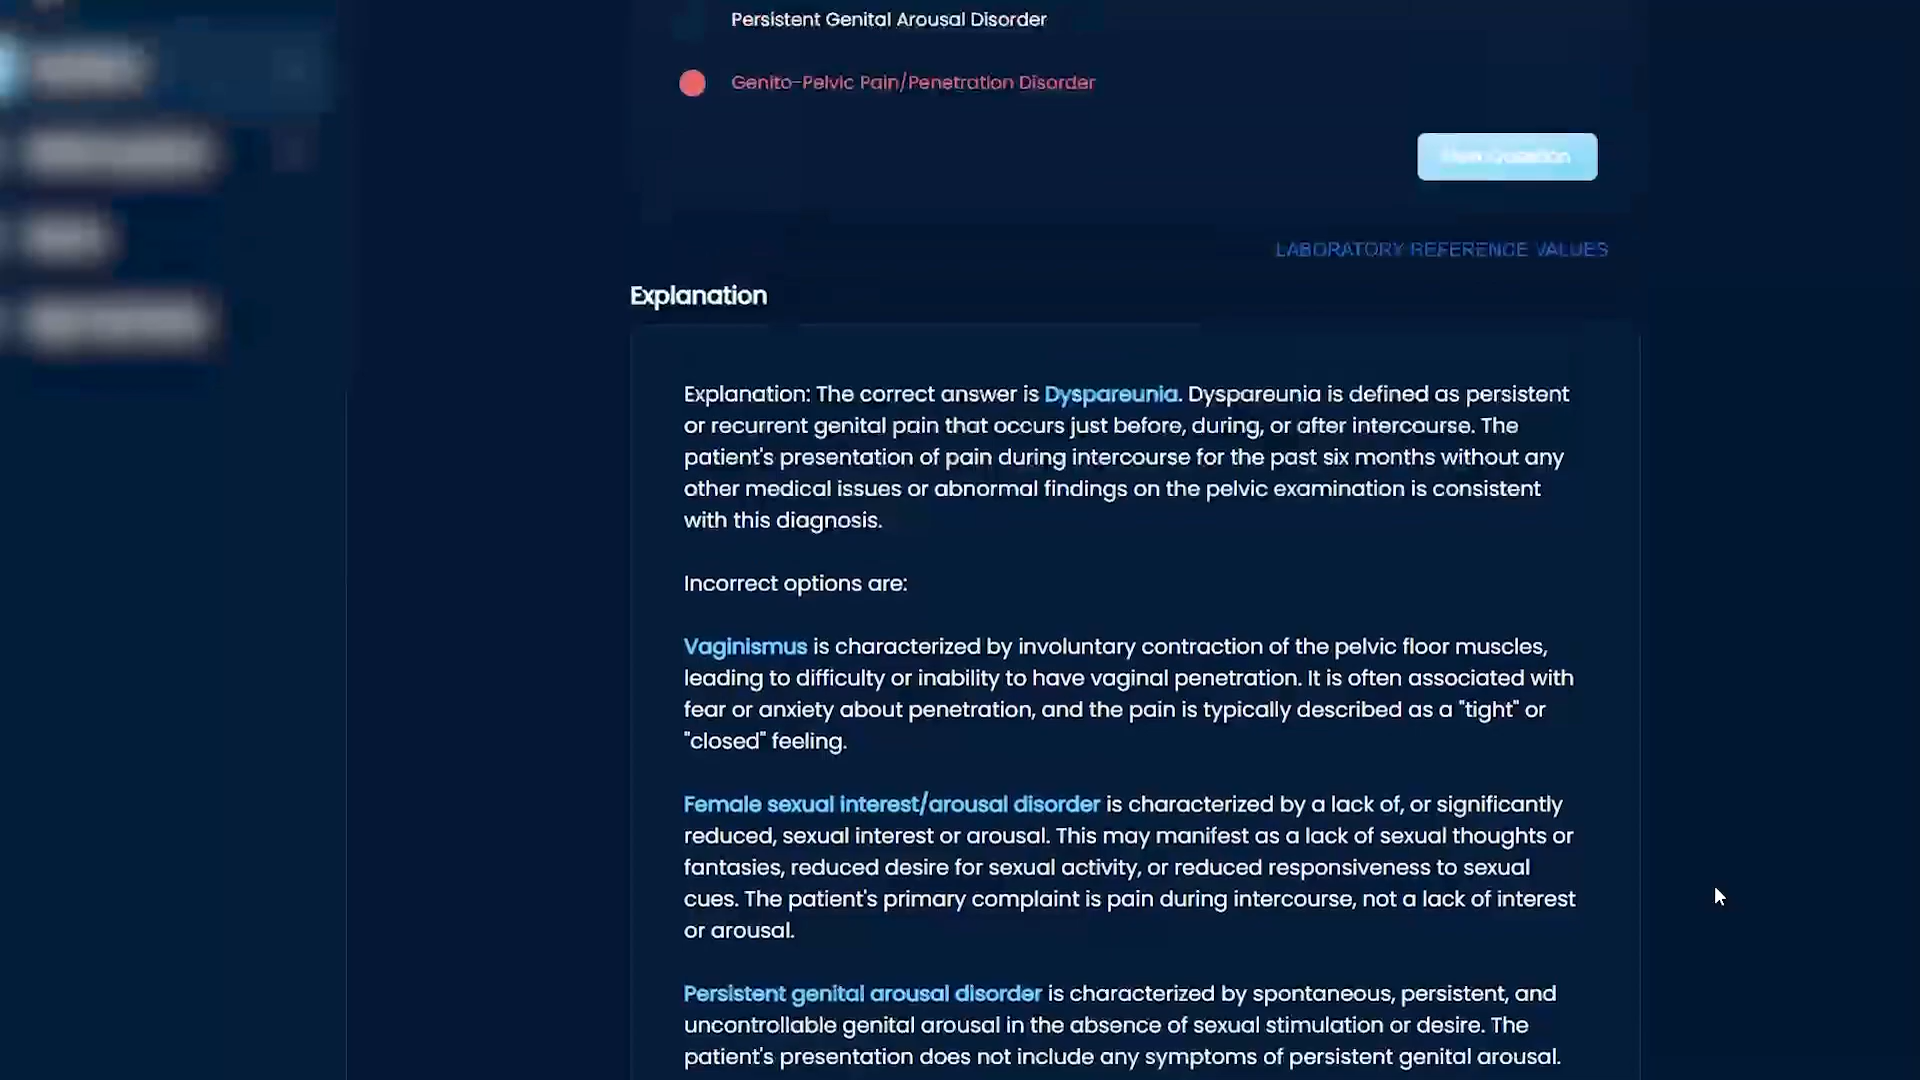 Persistent Genital Arousal Disorder
Genito-Pelvic Pain/Penetration Disorder
LABORATORY REFERENCE VALUES
Explanation
Explanation: The correct answer is Dyspareunia. Dyspareunia is defined as persistent
or recurrent genital pain that occurs just before, during, or after intercourse. The
patient's presentation of pain during intercourse for the past six months without any
other medical issues or abnormal findings on the pelvic examination is consistent
with this diagnosis.
Incorrect options are:
Vaginismus is characterized by involuntary contraction of the pelvic floor muscles,
leading to difficulty or inability to have vaginal penetration. It is often associated with
fear or anxiety about penetration, and the pain is typically described as a "tight" or
"closed" feeling.
Female sexual interest/arousal disorder is characterized by a lack of, or significantly
reduced, sexual interest or arousal. This may manifest as a lack of sexual thoughts or
fantasies, reduced desire for sexual activity, or reduced responsiveness to sexual
cues. The patient's primary complaint is pain during intercourse, not a lack of interest
or arousal.
Persistent genital arousal disorder is characterized by spontaneous, persistent, and
uncontrollable genital arousal in the absence of sexual stimulation or desire. The
patient's presentation does not include any symptoms of persistent genital arousal.